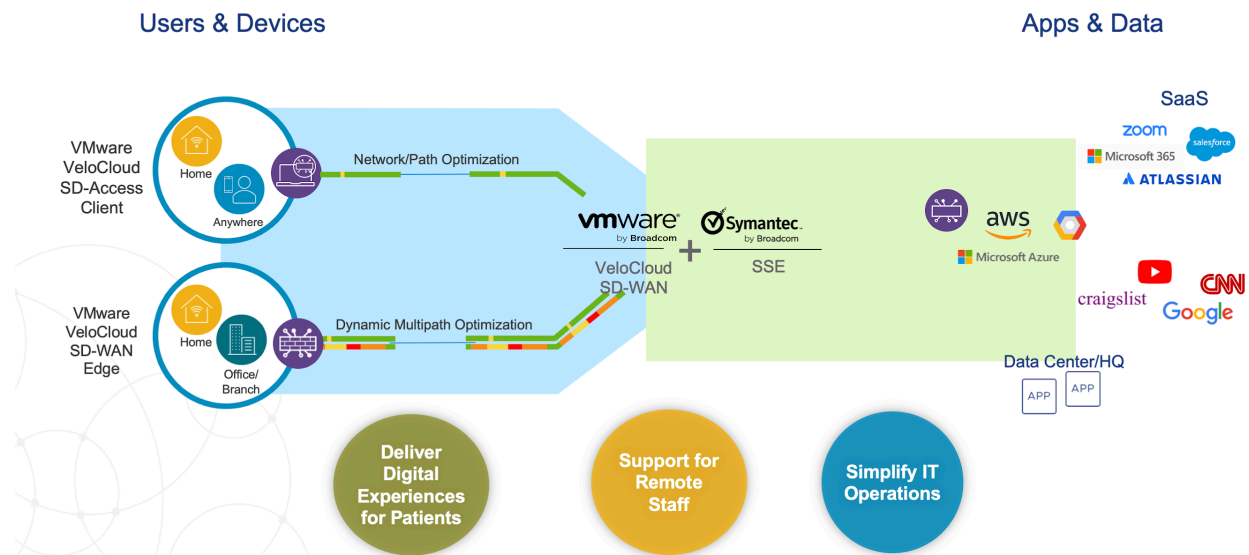 Users & Devices
Apps & Data
VMware
VeloCloud
SD-Access
Client
Home
Anywhere
Network/Path Optimization
VMware
VeloCloud
SD-WAN
Edge
Home
Office/
Branch
Dynamic Multipath Optimization
vmware®
by Broadcom
VeloCloud
SD-WAN
+
Symantec.
by Broadcom
SSE
SaaS
zoom
salesforce
Microsoft 365
ATLASSIAN
aws
Microsoft Azure
CNN
craigslist
Google
Data Center/HQ
APP
APP
Deliver
Digital
Experiences
for Patients
Support for
Remote
Staff
Simplify IT
Operations